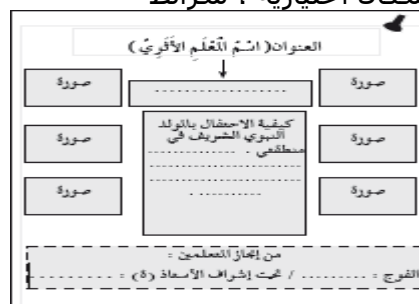 العنوان( اسْمُ الْمَعْلَمِ الأَثَرِيِّ )
صورة
صورة
..................
صورة
صورة
كيفية الاحتفال بالمولد
النبوي الشريف في
منطقتي . ..............
.......................
.......................
.......... .
صورة
صورة
من إنجاز المتعلمين :
الفوج : ......... / تحت إشراف الأستاذ (ة) : ..........